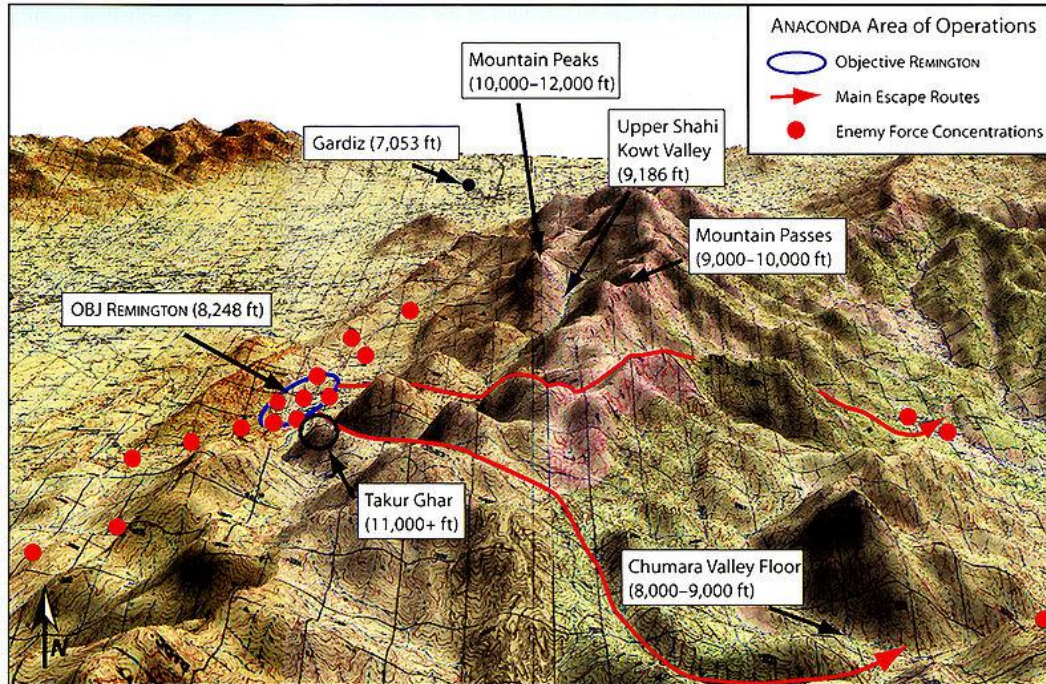 ANACONDA Area of Operations
Objective REMINGTON
Main Escape Routes
Enemy Force Concentrations
Mountain Peaks
(10,000–12,000 ft)
Gardiz (7,053 ft)
Upper Shahi
Kowt Valley
(9,186 ft)
Mountain Passes
(9,000–10,000 ft)
OBJ REMINGTON (8,248 ft)
Takur Ghar
(11,000+ ft)
Chumara Valley Floor
(8,000–9,000 ft)
N